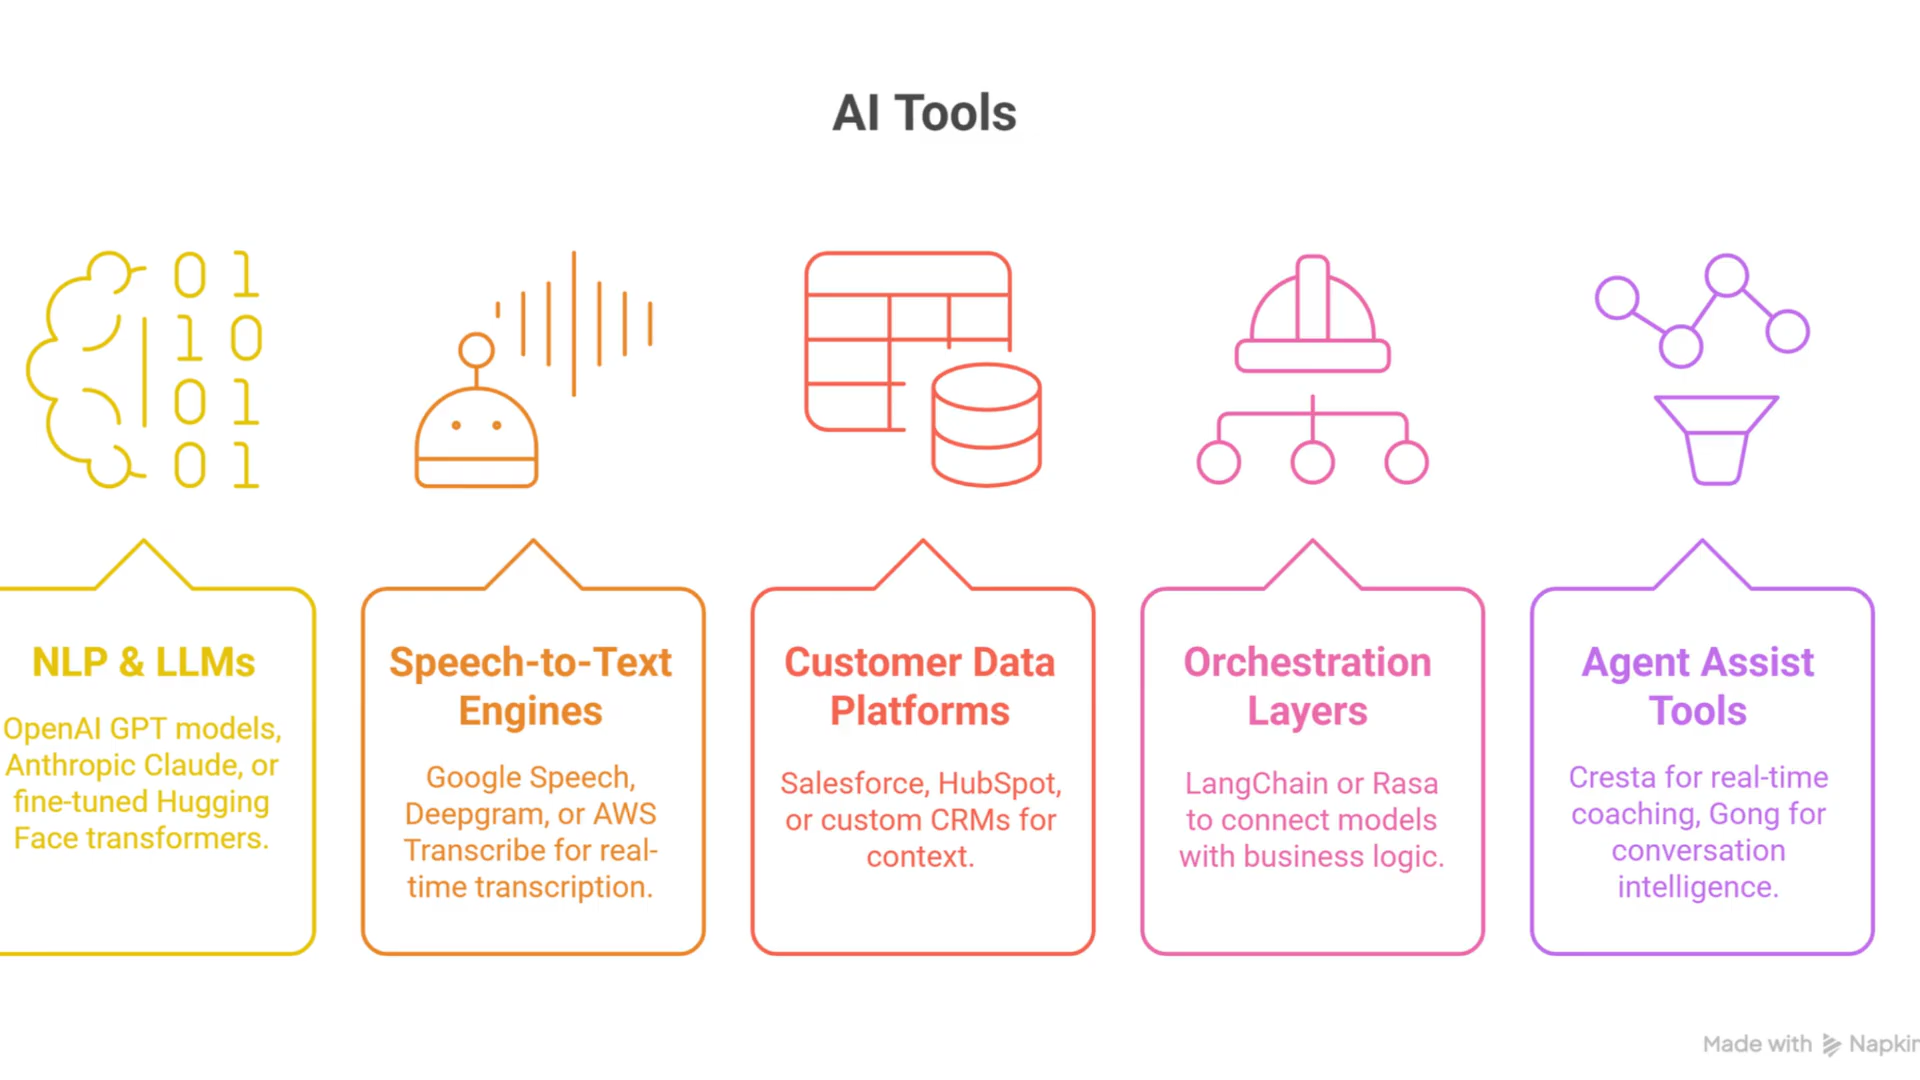 AI Tools
0 1
1 0
0 1
0 1
NLP & LLMs
OpenAI GPT models,
Anthropic Claude, or
fine-tuned Hugging
Face transformers.
Speech-to-Text
Engines
Google Speech,
Deepgram, or AWS
Transcribe for real-
time transcription.
Customer Data
Platforms
Salesforce, HubSpot,
or custom CRMs for
context.
Orchestration
Layers
LangChain or Rasa
to connect models
with business logic.
Agent Assist
Tools
Cresta for real-time
coaching, Gong for
conversation
intelligence.
Made with Napkin